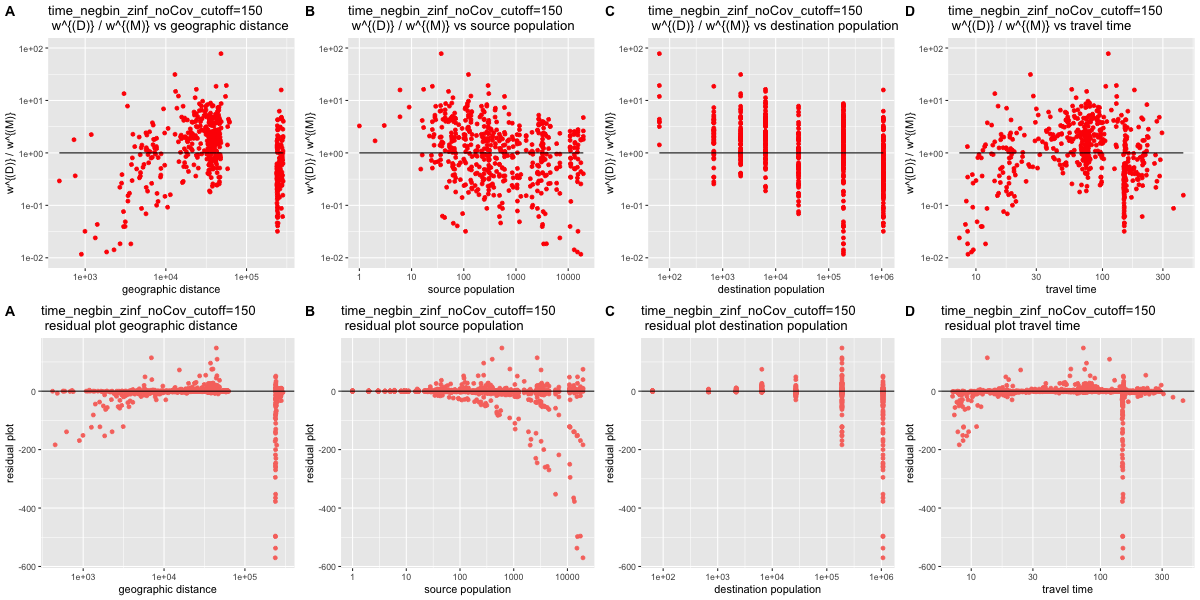 A
time_negbin_zinf_noCov_cutoff=150
w^{(D)} / w^{(M)} vs geographic distance
1e+02
1e+01
1e+00
1e-01
1e-02
w^{(D)} / w^{(M)}
1e+03
1e+04
1e+05
geographic distance
B
time_negbin_zinf_noCov_cutoff=150
w^{(D)} / w^{(M)} vs source population
1e+02
1e+01
1e+00
1e-01
1e-02
w^{(D)} / w^{(M)}
1
10
100
1000
10000
source population
C
time_negbin_zinf_noCov_cutoff=150
w^{(D)} / w^{(M)} vs destination population
1e+02
1e+01
1e+00
1e-01
1e-02
w^{(D)} / w^{(M)}
1e+02
1e+03
1e+04
1e+05
1e+06
destination population
D
time_negbin_zinf_noCov_cutoff=150
w^{(D)} / w^{(M)} vs travel time
1e+02
1e+01
1e+00
1e-01
1e-02
w^{(D)} / w^{(M)}
10
30
100
300
travel time
A
time_negbin_zinf_noCov_cutoff=150
residual plot geographic distance
0
-200
-400
-600
residual plot
1e+03
1e+04
1e+05
geographic distance
B
time_negbin_zinf_noCov_cutoff=150
residual plot source population
0
-200
-400
-600
residual plot
1
10
100
1000
10000
source population
C
time_negbin_zinf_noCov_cutoff=150
residual plot destination population
0
-200
-400
-600
residual plot
1e+02
1e+03
1e+04
1e+05
1e+06
destination population
D
time_negbin_zinf_noCov_cutoff=150
residual plot travel time
0
-200
-400
-600
residual plot
10
30
100
300
travel time